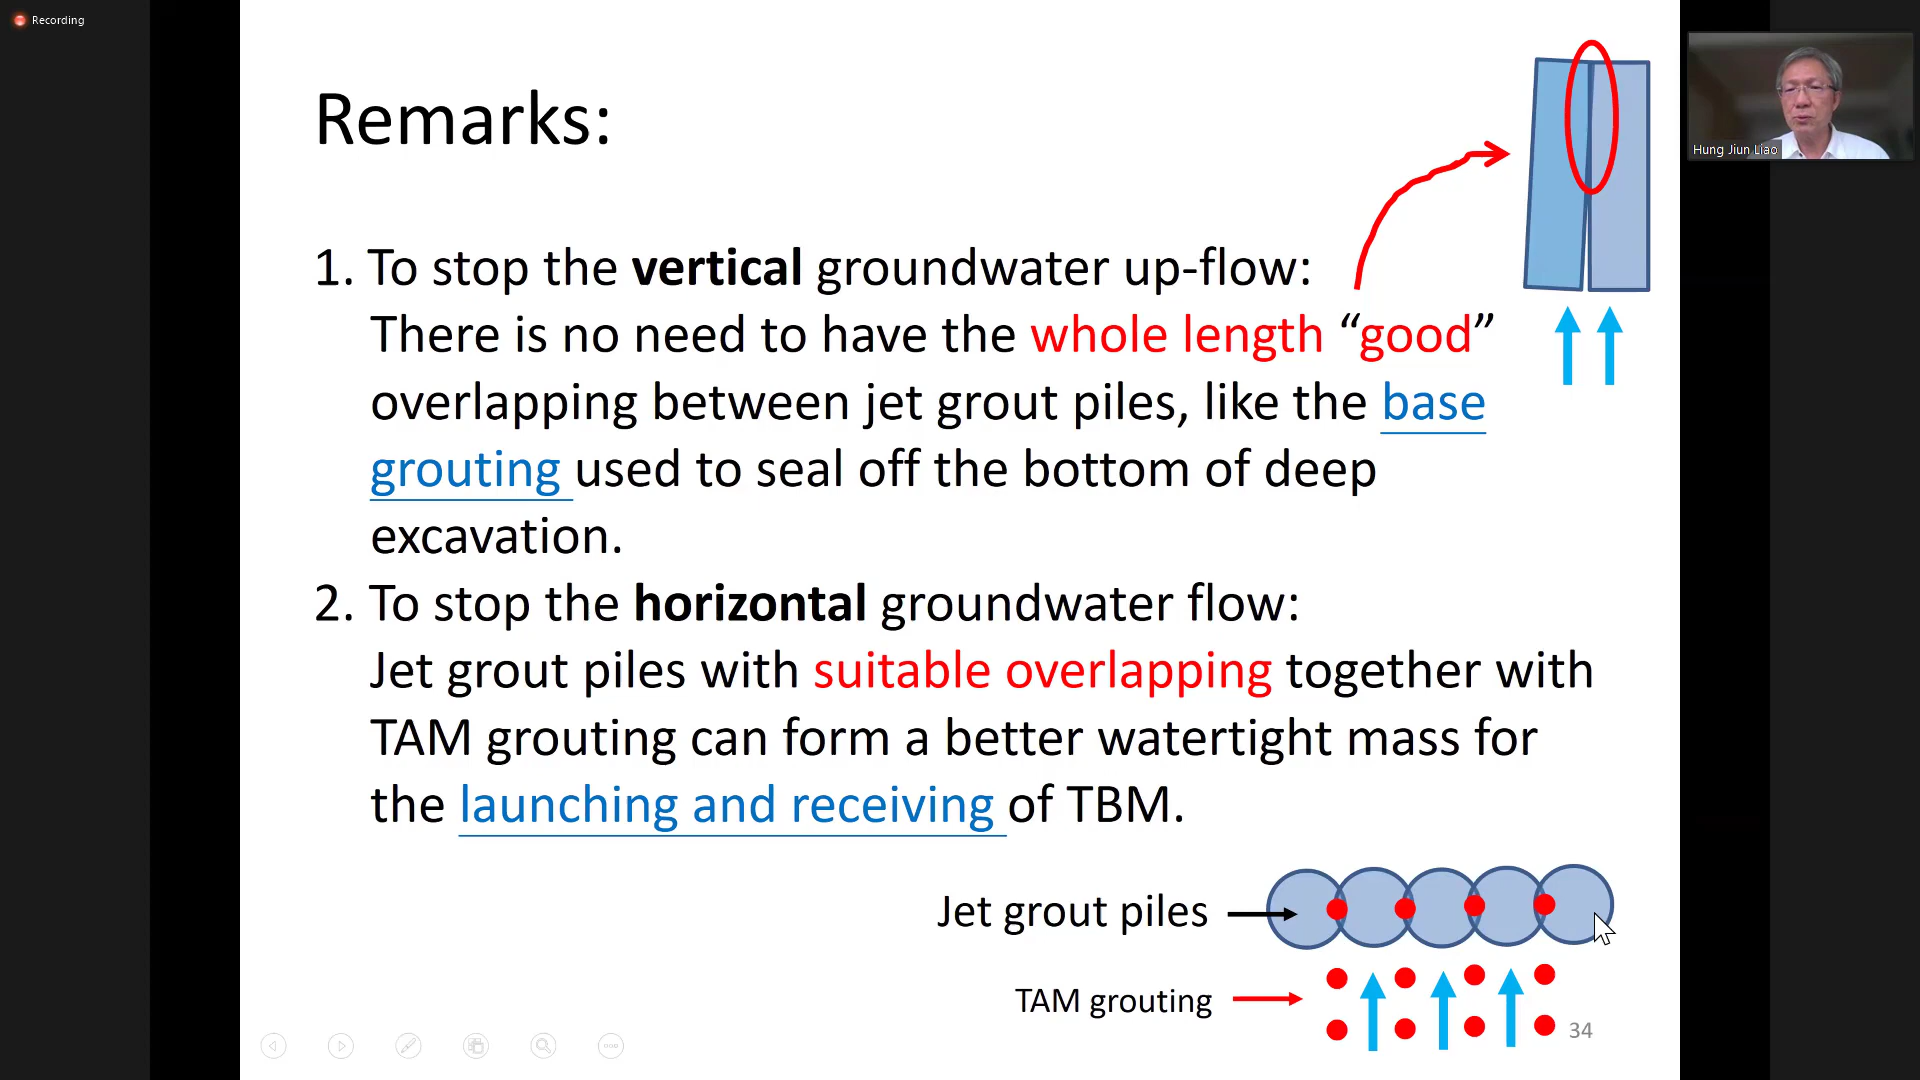 Recording
Remarks:
Hung Jiun Liao
1. To stop the vertical groundwater up-flow:
There is no need to have the whole length “good”
overlapping between jet grout piles, like the base
grouting used to seal off the bottom of deep
excavation.
2. To stop the horizontal groundwater flow:
Jet grout piles with suitable overlapping together with
TAM grouting can form a better watertight mass for
the launching and receiving of TBM.
Jet grout piles
TAM grouting
34